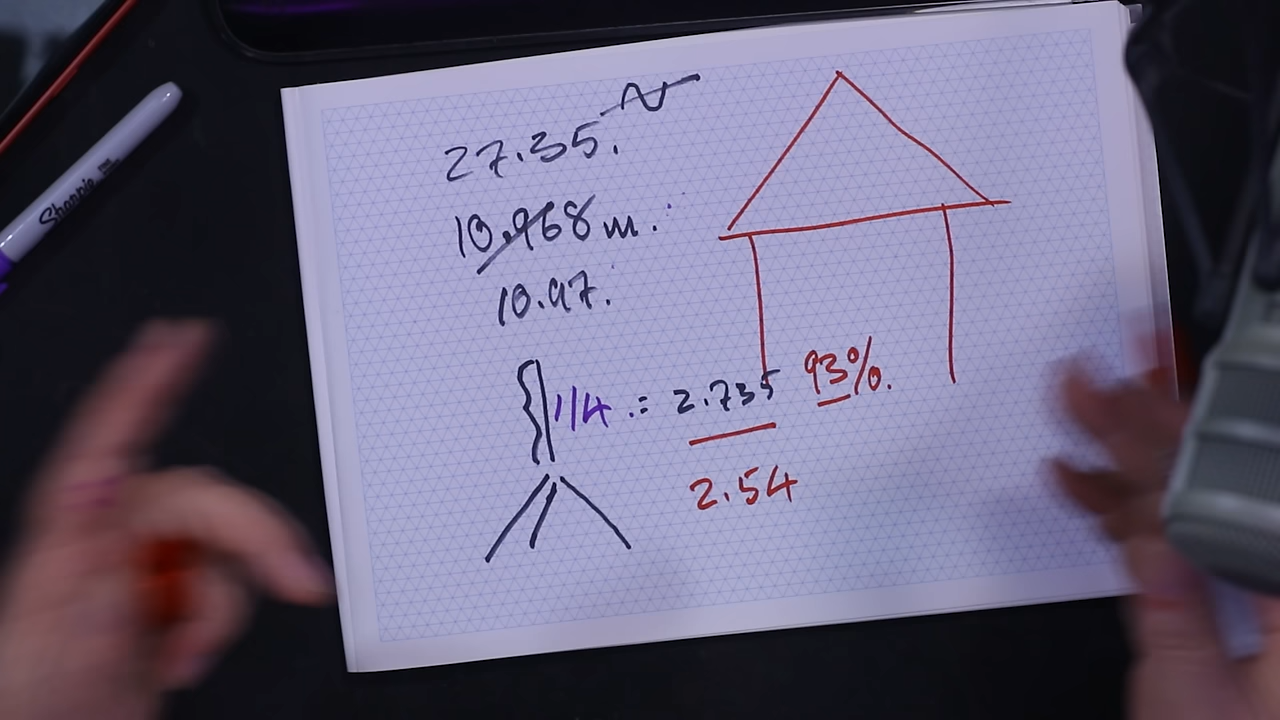 27.35.
10.968 m.
10.97.
1/4 .= 2.735 93%.
2.54
Sharpie